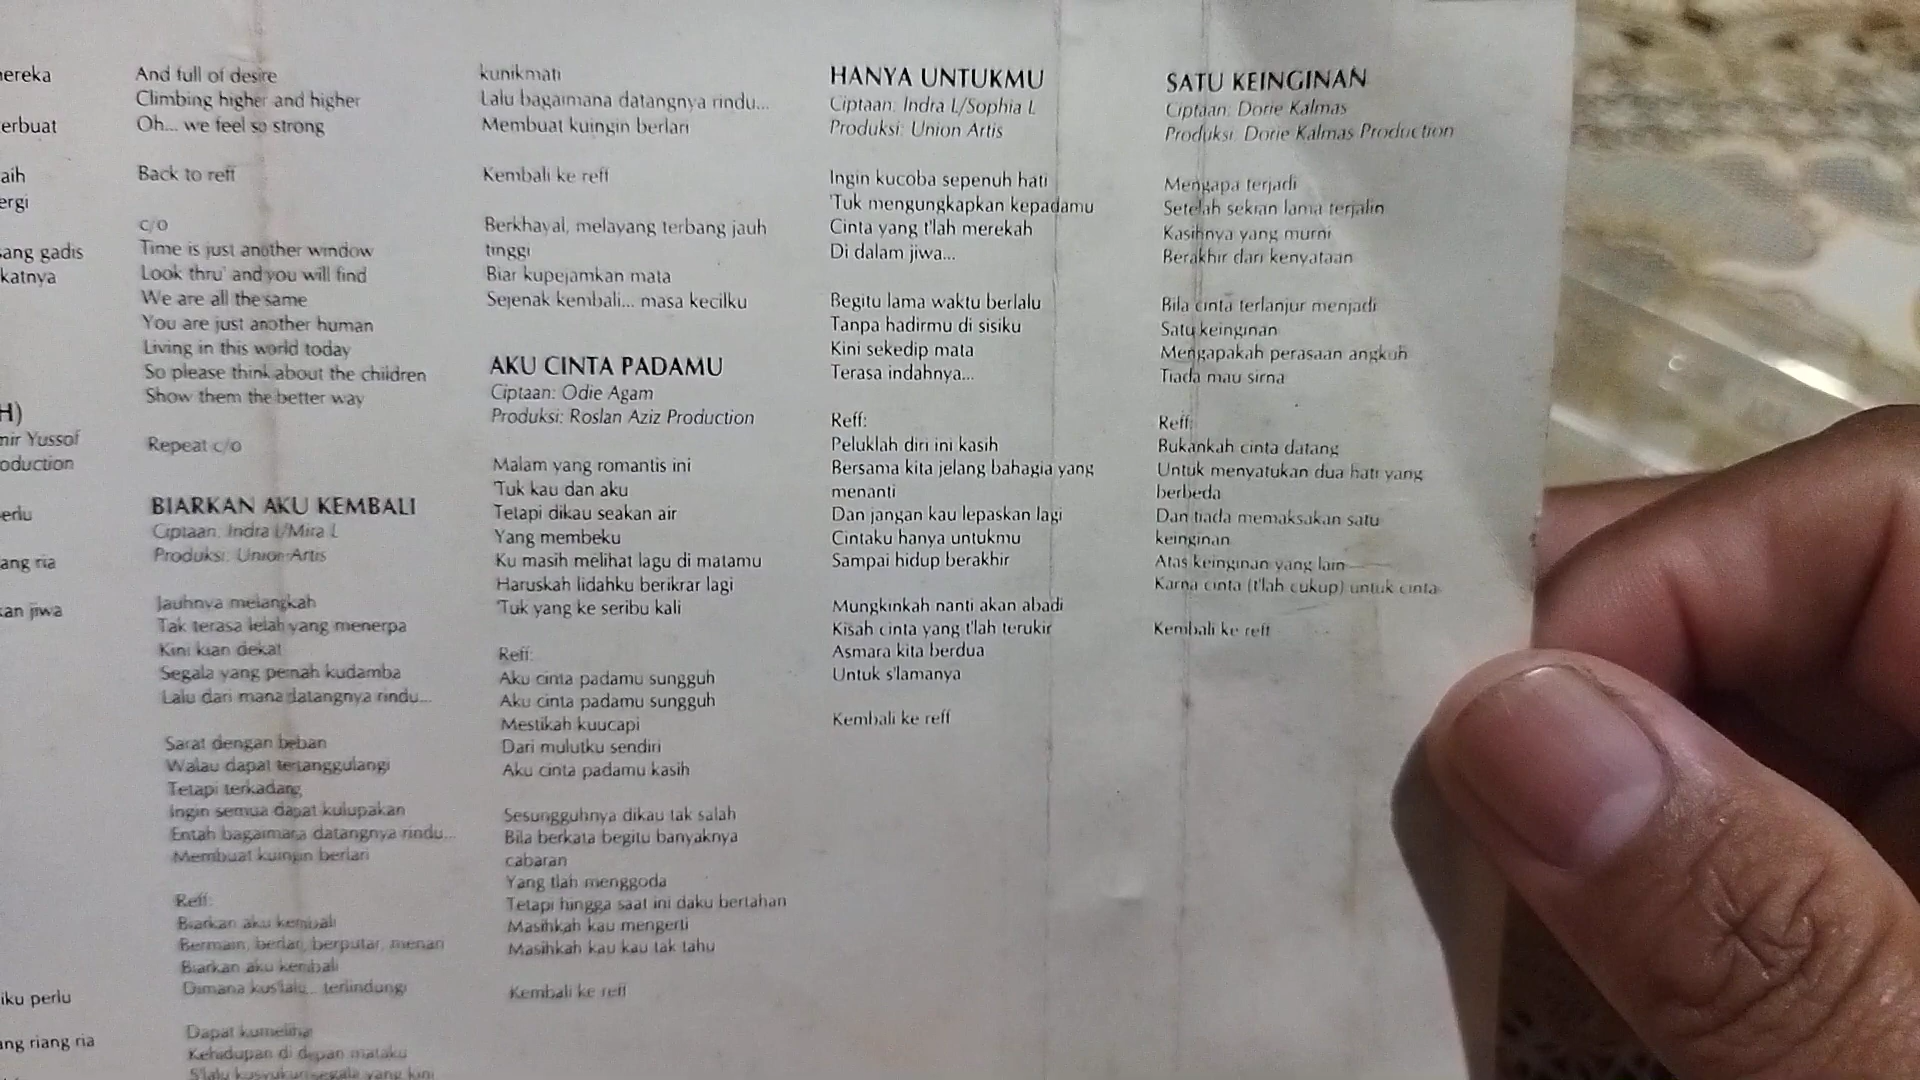 ereka
erbuat
aih
ergi
ang gadis
katnya
H)
mir Yussof
oduction
erlu
ang ria
kan jiwa
iku perlu
ang riang ria
And full of desire
Climbing higher and higher
Oh... we feel so strong
Back to reff
c/o
Time is just another window
Look thru' and you will find
We are all the same
You are just another human
Living in this world today
So please think about the children
Show them the better way
Repeat c/o
BIARKAN AKU KEMBALI
Ciptaan: Indra L/Mira L
Produksi: Union Artis
Jauhnya melangkah
Tak terasa lelah yang menerpa
Kini kian dekat
Segala yang pernah kudamba
Lalu dari mana datangnya rindu...
Sarat dengan beban
Walau dapat tertanggulangi
Tetapi terkadang
Ingin semua dapat kulupakan
Entah bagaimana datangnya rindu...
Membuat kuingin berlari
Reff:
Biarkan aku kembali
Bermain, berlari, berputar, menari
Biarkan aku kembali
Dimana kus'lalu... terlindungi
Dapat kumelihat
Kehidupan di depan mataku
S'lalu kusyukuri segala yang kini
kunikmati
Lalu bagaimana datangnya rindu...
Membuat kuingin berlari
Kembali ke reff
Berkhayal, melayang terbang jauh
tinggi
Biar kupejamkan mata
Sejenak kembali... masa kecilku
AKU CINTA PADAMU
Ciptaan: Odie Agam
Produksi: Roslan Aziz Production
Malam yang romantis ini
'Tuk kau dan aku
Tetapi dikau seakan air
Yang membeku
Ku masih melihat lagu di matamu
Haruskah lidahku berikrar lagi
'Tuk yang ke seribu kali
Reff:
Aku cinta padamu sungguh
Aku cinta padamu sungguh
Mestikah kuucapi
Dari mulutku sendiri
Aku cinta padamu kasih
Sesungguhnya dikau tak salah
Bila berkata begitu banyaknya
cabaran
Yang tlah menggoda
Tetapi hingga saat ini daku bertahan
Masihkah kau mengerti
Masihkah kau kau tak tahu
Kembali ke reff
HANYA UNTUKMU
Ciptaan: Indra L/Sophia L
Produksi: Union Artis
Ingin kucoba sepenuh hati
'Tuk mengungkapkan kepadamu
Cinta yang t'lah merekah
Di dalam jiwa...
Begitu lama waktu berlalu
Tanpa hadirmu di sisiku
Kini sekedip mata
Terasa indahnya...
Reff:
Peluklah diri ini kasih
Bersama kita jelang bahagia yang
menanti
Dan jangan kau lepaskan lagi
Cintaku hanya untukmu
Sampai hidup berakhir
Mungkinkah nanti akan abadi
Kisah cinta yang t'lah terukir
Asmara kita berdua
Untuk s'lamanya
Kembali ke reff
SATU KEINGINAN
Ciptaan: Dorie Kalmas
Produksi: Dorie Kalmas Production
Mengapa terjadi
Setelah sekian lama terjalin
Kasihnya yang murni
Berakhir dari kenyataan
Bila cinta terlanjur menjadi
Satu keinginan
Mengapakah perasaan angkuh
Tiada mau sirna
Reff:
Bukankah cinta datang
Untuk menyatukan dua hati yang
berbeda
Dan tiada memaksakan satu
keinginan
Atas keinginan yang lain
Karna cinta (t'lah cukup) untuk cinta
Kembali ke reff